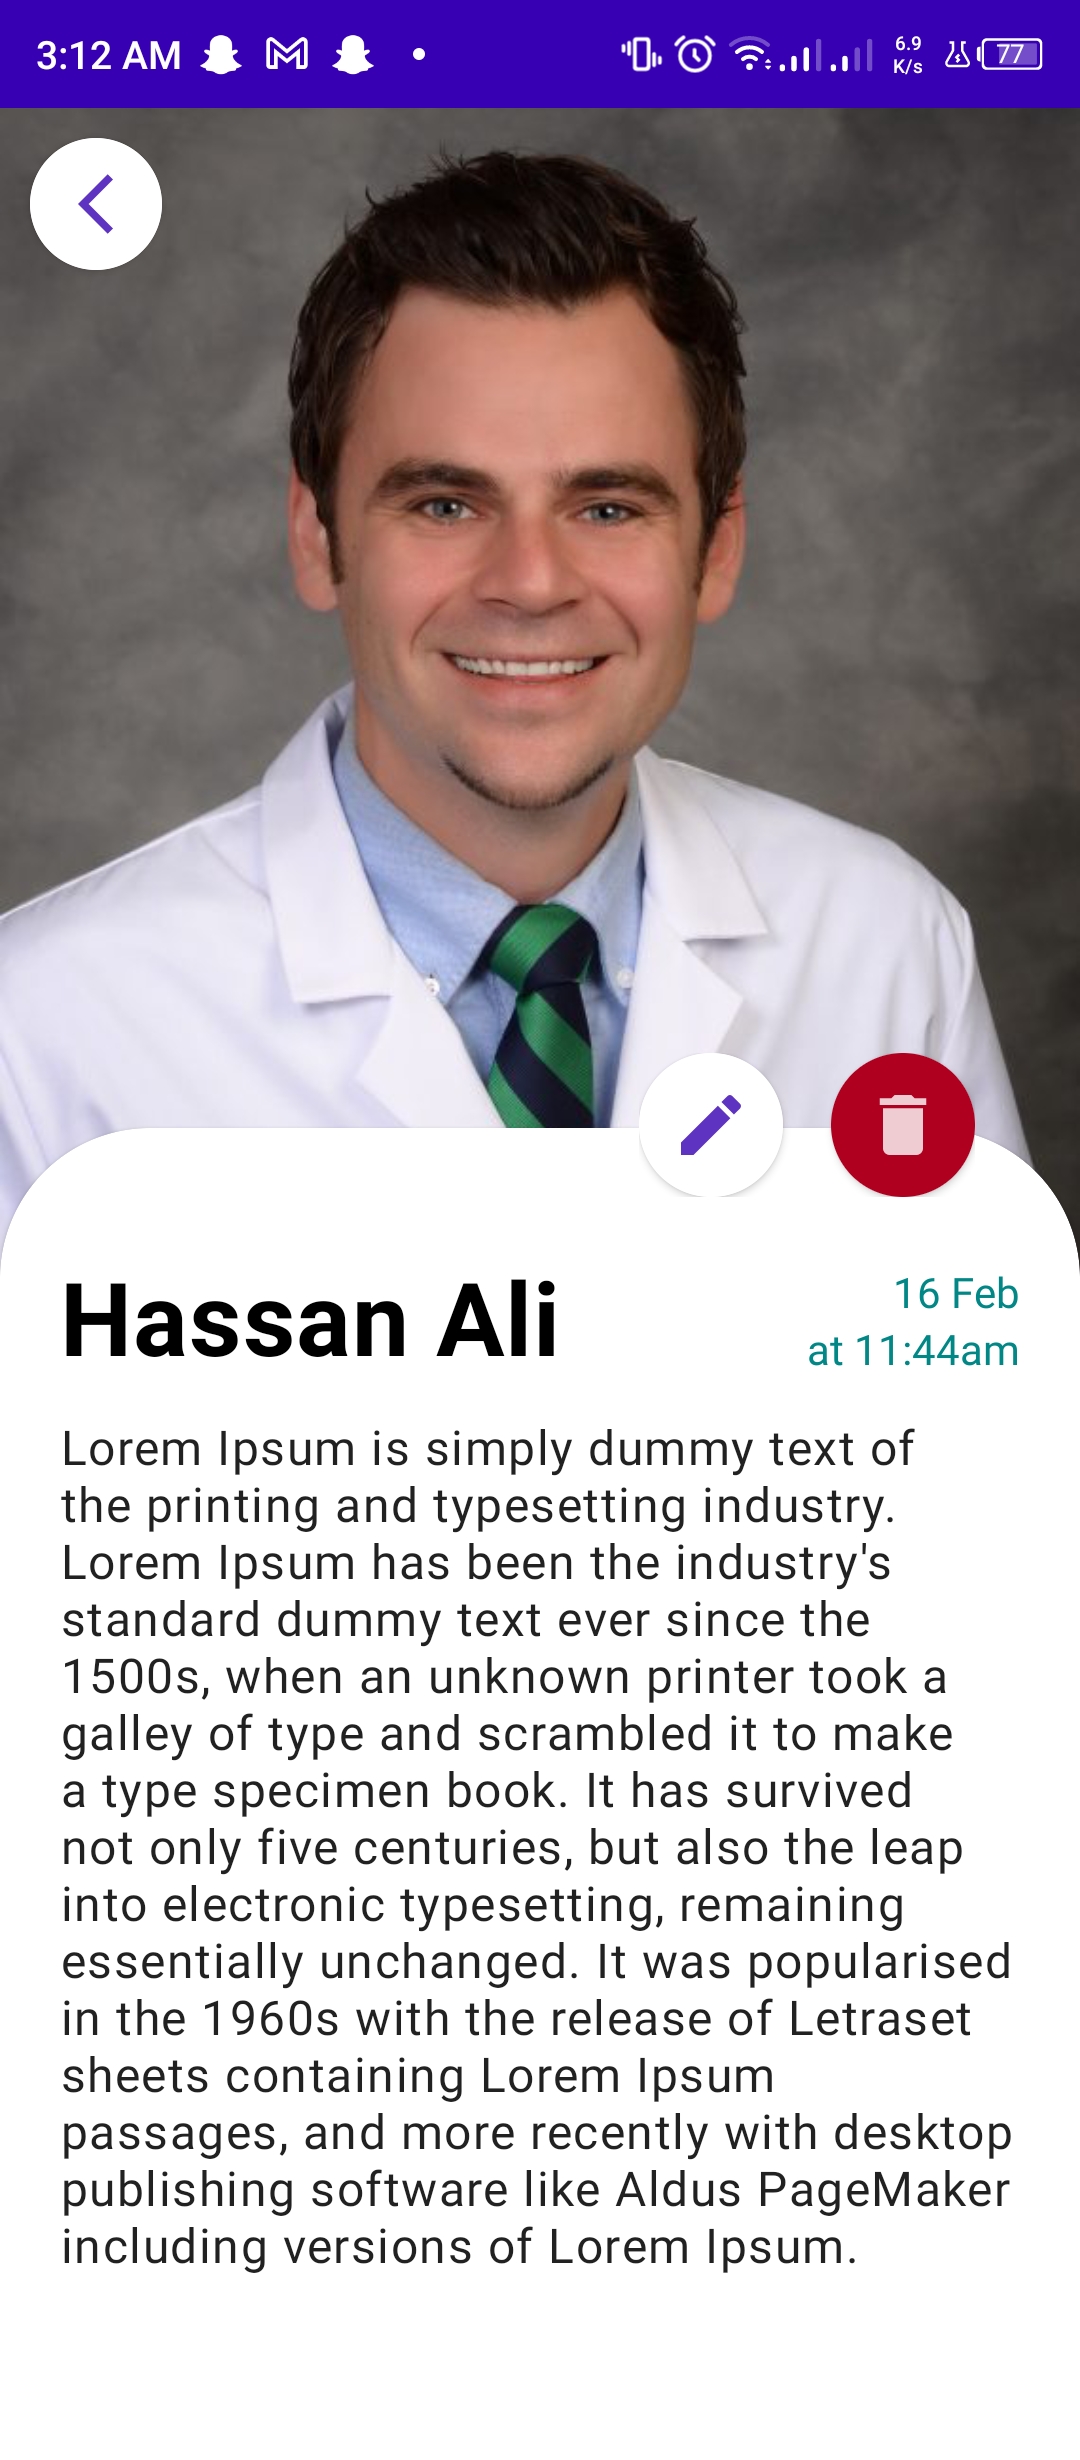 3:12 AM
6.9
K/s
77
Hassan Ali
16 Feb
at 11:44am
Lorem Ipsum is simply dummy text of
the printing and typesetting industry.
Lorem Ipsum has been the industry's
standard dummy text ever since the
1500s, when an unknown printer took a
galley of type and scrambled it to make
a type specimen book. It has survived
not only five centuries, but also the leap
into electronic typesetting, remaining
essentially unchanged. It was popularised
in the 1960s with the release of Letraset
sheets containing Lorem Ipsum
passages, and more recently with desktop
publishing software like Aldus PageMaker
including versions of Lorem Ipsum.